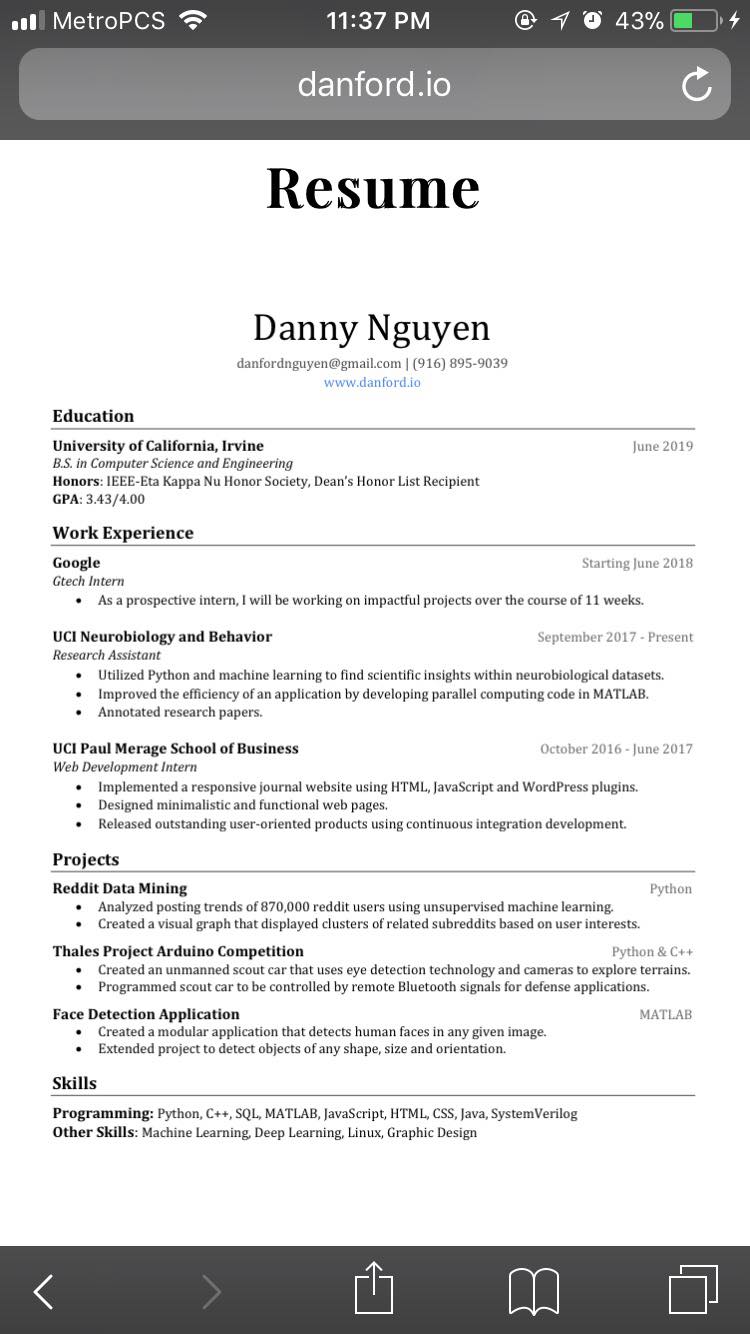 MetroPCS 11:37 PM 43%
danford.io
Resume
Danny Nguyen
danfordnguyen@gmail.com | (916) 895-9039
www.danford.io
Education
University of California, Irvine June 2019
B.S. in Computer Science and Engineering
Honors: IEEE-Eta Kappa Nu Honor Society, Dean's Honor List Recipient
GPA: 3.43/4.00
Work Experience
Google Starting June 2018
Gtech Intern
• As a prospective intern, I will be working on impactful projects over the course of 11 weeks.
UCI Neurobiology and Behavior September 2017 - Present
Research Assistant
• Utilized Python and machine learning to find scientific insights within neurobiological datasets.
• Improved the efficiency of an application by developing parallel computing code in MATLAB.
• Annotated research papers.
UCI Paul Merage School of Business October 2016 - June 2017
Web Development Intern
• Implemented a responsive journal website using HTML, JavaScript and WordPress plugins.
• Designed minimalistic and functional web pages.
• Released outstanding user-oriented products using continuous integration development.
Projects
Reddit Data Mining Python
• Analyzed posting trends of 870,000 reddit users using unsupervised machine learning.
• Created a visual graph that displayed clusters of related subreddits based on user interests.
Thales Project Arduino Competition Python & C++
• Created an unmanned scout car that uses eye detection technology and cameras to explore terrains.
• Programmed scout car to be controlled by remote Bluetooth signals for defense applications.
Face Detection Application MATLAB
• Created a modular application that detects human faces in any given image.
• Extended project to detect objects of any shape, size and orientation.
Skills
Programming: Python, C++, SQL, MATLAB, JavaScript, HTML, CSS, Java, SystemVerilog
Other Skills: Machine Learning, Deep Learning, Linux, Graphic Design